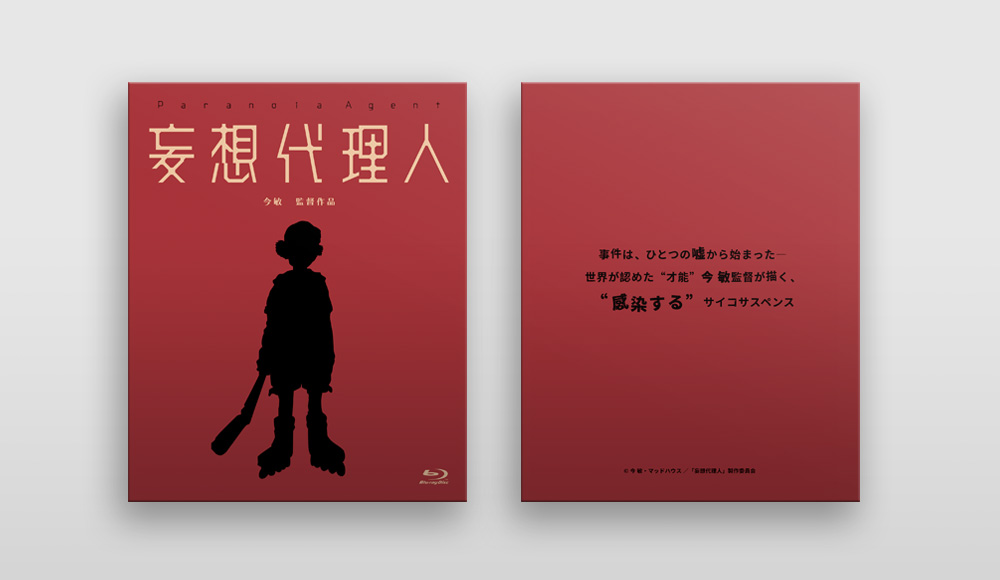 Paranoia Agent
妄想代理人
今敏 監督作品
Blu-ray Disc
事件は、ひとつの嘘から始まった―
世界が認めた“才能”今 敏監督が描く、
“感染する” サイコサスペンス
© 今 敏・マッドハウス／「妄想代理人」製作委員会